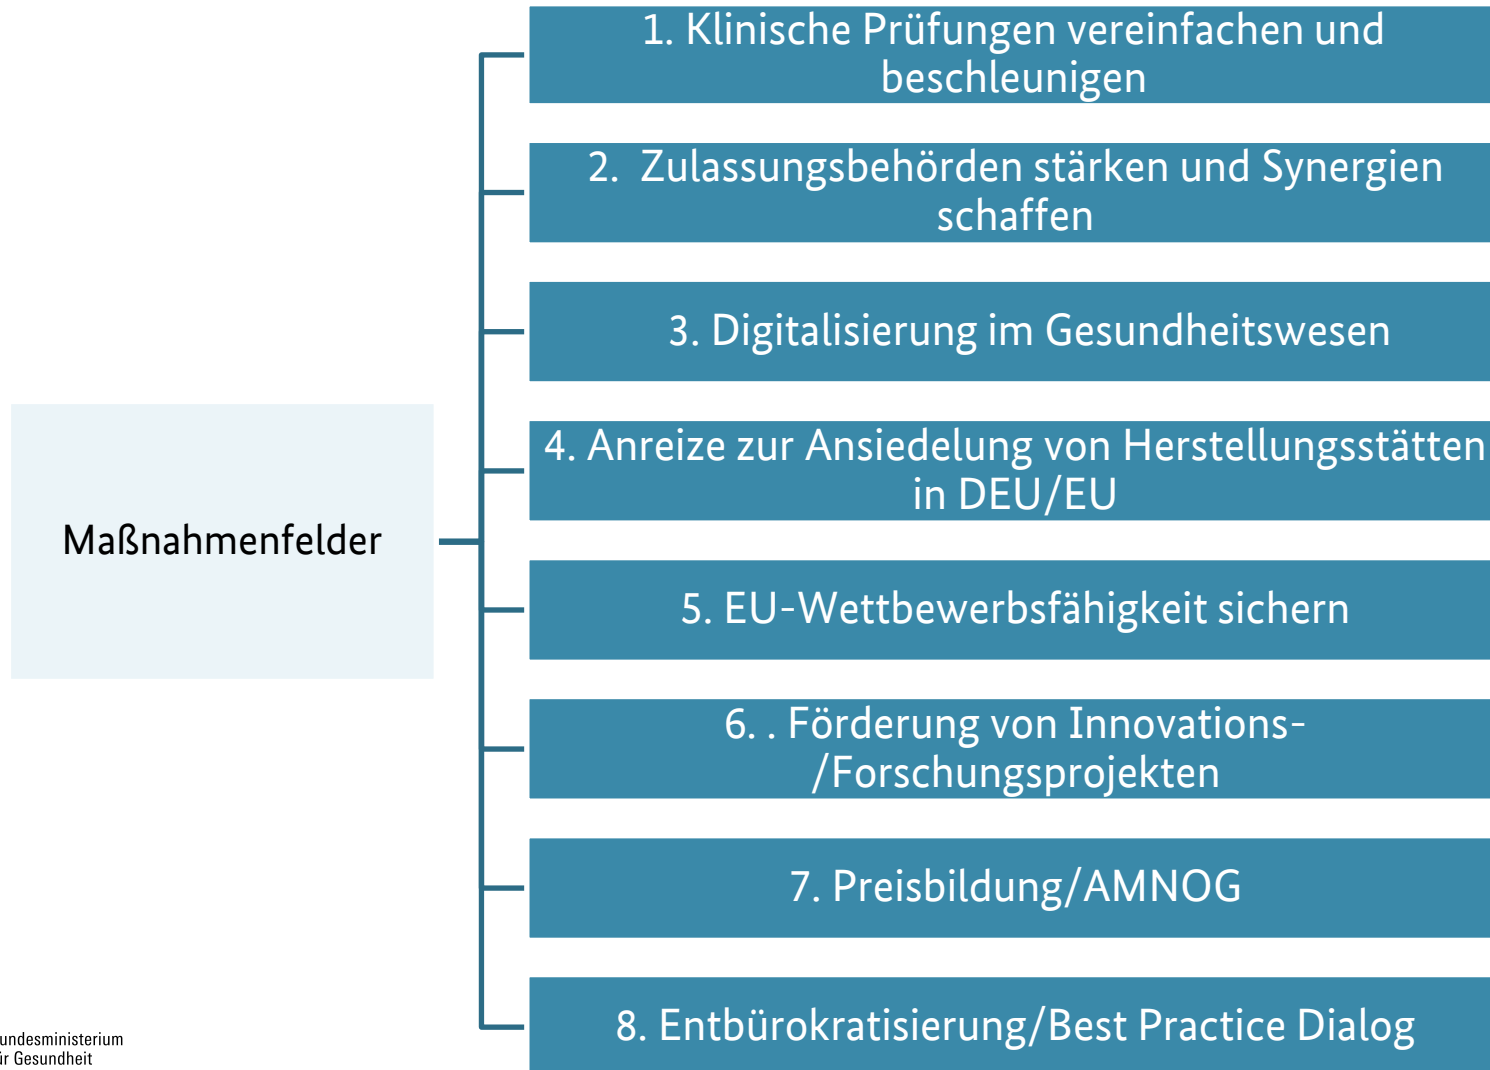 1. Klinische Prüfungen vereinfachen und
beschleunigen
2. Zulassungsbehörden stärken und Synergien
schaffen
3. Digitalisierung im Gesundheitswesen
4. Anreize zur Ansiedelung von Herstellungsstätten
in DEU/EU
Maßnahmenfelder
5. EU-Wettbewerbsfähigkeit sichern
6. . Förderung von Innovations-
/Forschungsprojekten
7. Preisbildung/AMNOG
8. Entbürokratisierung/Best Practice Dialog
undesministerium
ür Gesundheit